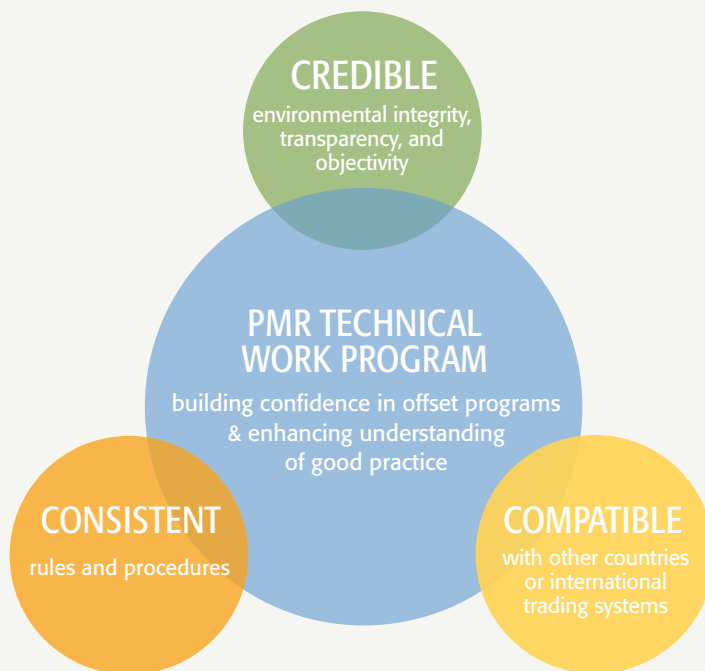 CREDIBLE
environmental integrity,
transparency, and
objectivity
PMR TECHNICAL
WORK PROGRAM
building confidence in offset programs
& enhancing understanding
of good practice
CONSISTENT
rules and procedures
COMPATIBLE
with other countries
or international
trading systems